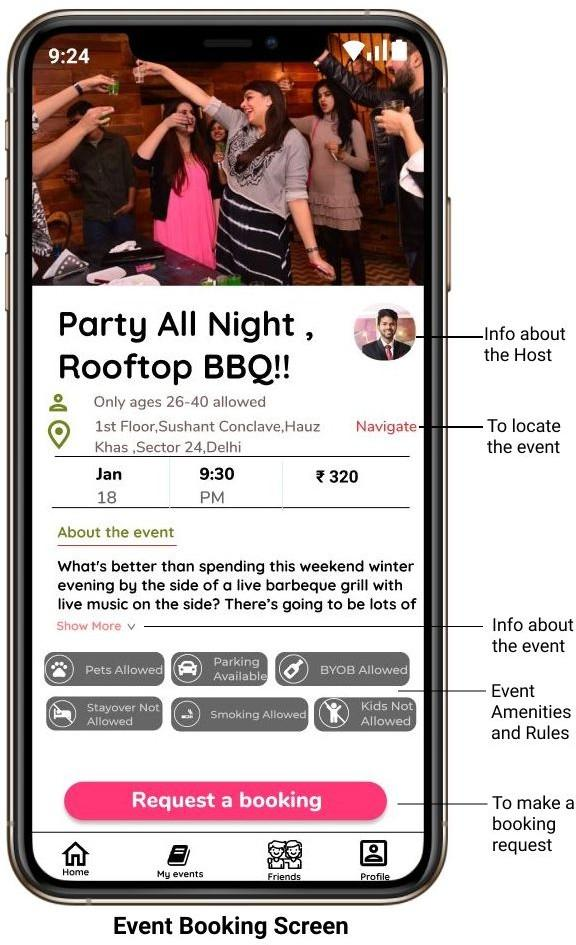 9:24
Party All Night ,
Rooftop BBQ!!
Info about
the Host
Only ages 26-40 allowed
1st Floor,Sushant Conclave,Hauz
Khas ,Sector 24,Delhi
Navigate
To locate
the event
Jan
18
9:30
PM
₹ 320
About the event
What's better than spending this weekend winter
evening by the side of a live barbeque grill with
live music on the side? There's going to be lots of
Show More
Info about
the event
Pets Allowed
Parking
Available
BYOB Allowed
Stayover Not
Allowed
Smoking Allowed
Kids Not
Allowed
Event
Amenities
and Rules
Request a booking
To make a
booking
request
Home
My events
Friends
Profile
Event Booking Screen